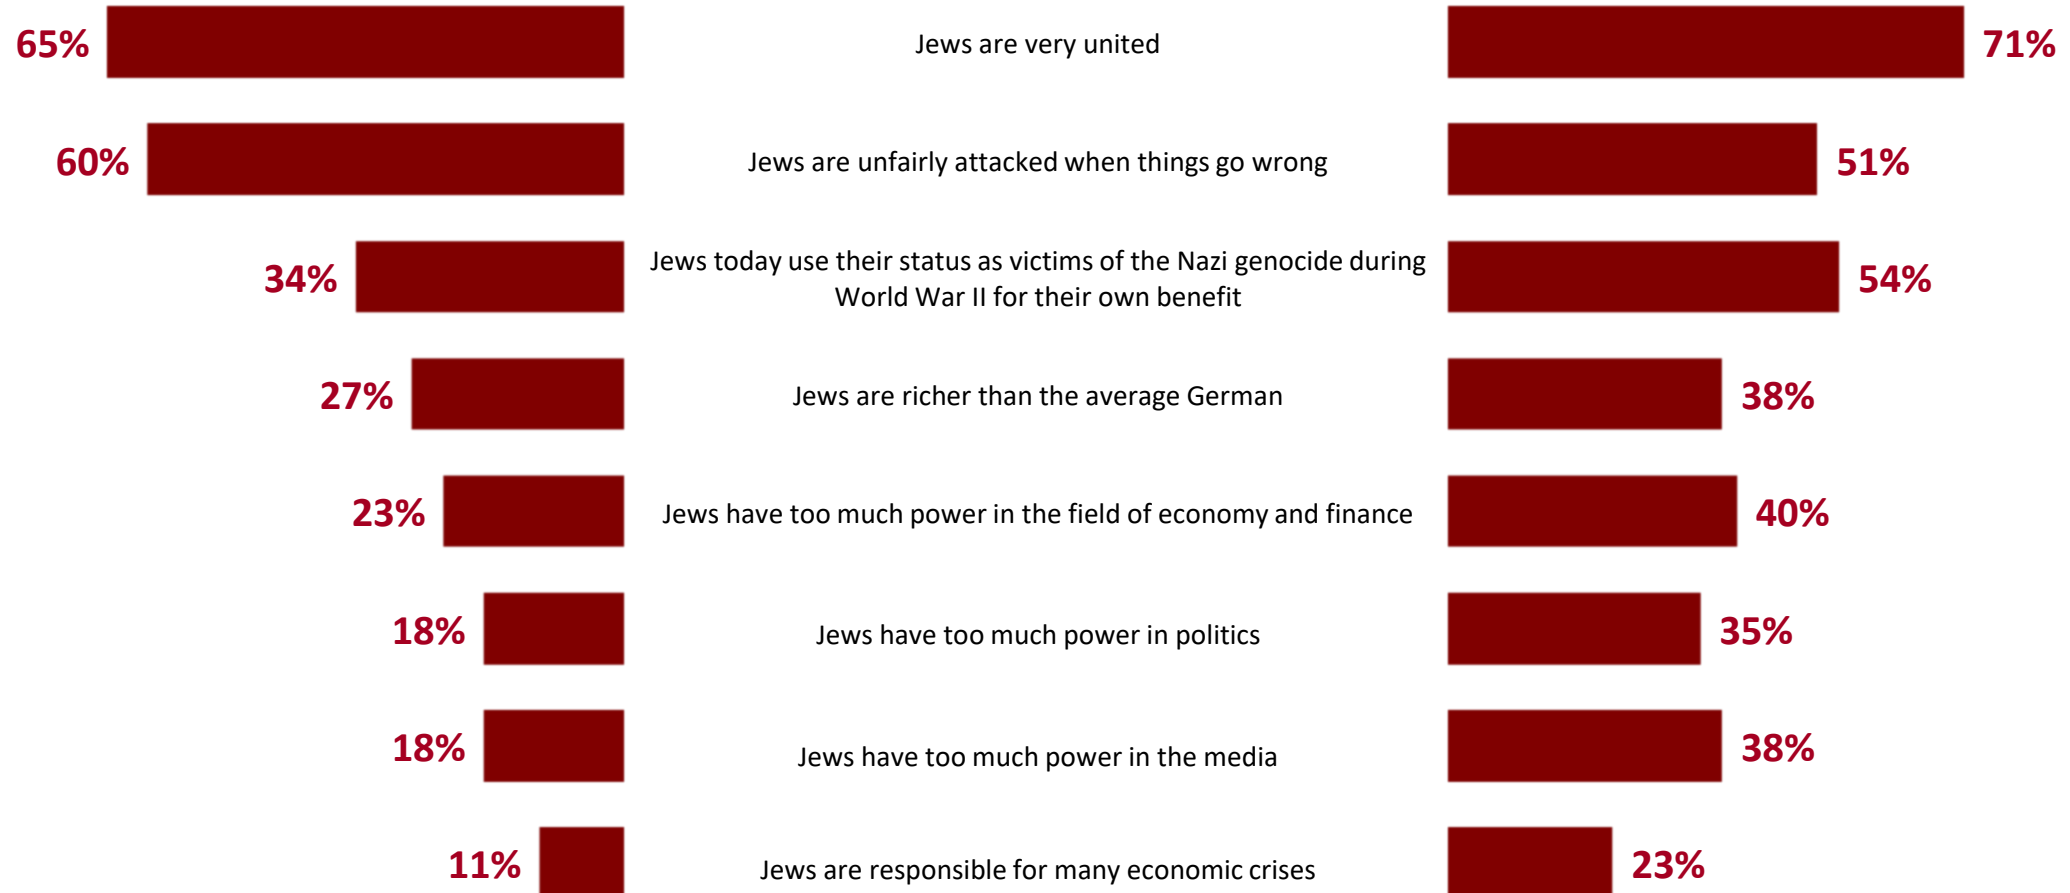 65% Jews are very united 71%
60% Jews are unfairly attacked when things go wrong 51%
Jews today use their status as victims of the Nazi genocide during
34% 54%
World War II for their own benefit
27% Jews are richer than the average German 38%
23% Jews have too much power in the field of economy and finance 40%
18% Jews have too much power in politics 35%
18% Jews have too much power in the media 38%
11% Jews are responsible for many economic crises 23%